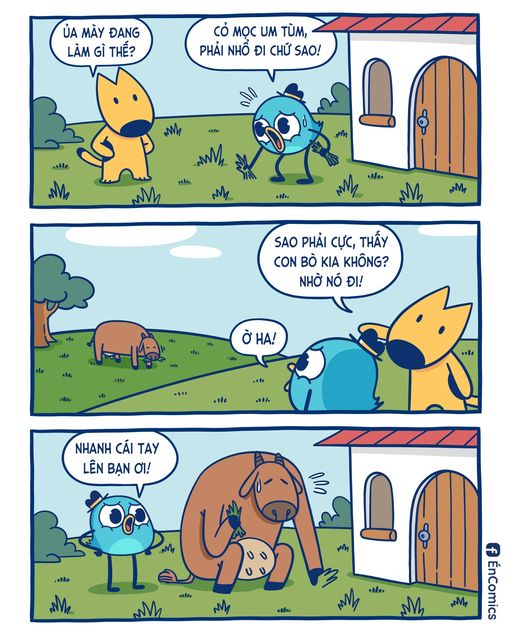 ỦA MÀY ĐANG
LÀM GÌ THẾ?
CỎ MỌC UM TÙM,
PHẢI NHỔ ĐI CHỨ SAO!
SAO PHẢI CỰC, THẤY
CON BÒ KIA KHÔNG?
NHỜ NÓ ĐI!
Ờ HA!
NHANH CÁI TAY
LÊN BẠN ƠI!
ÉnComics